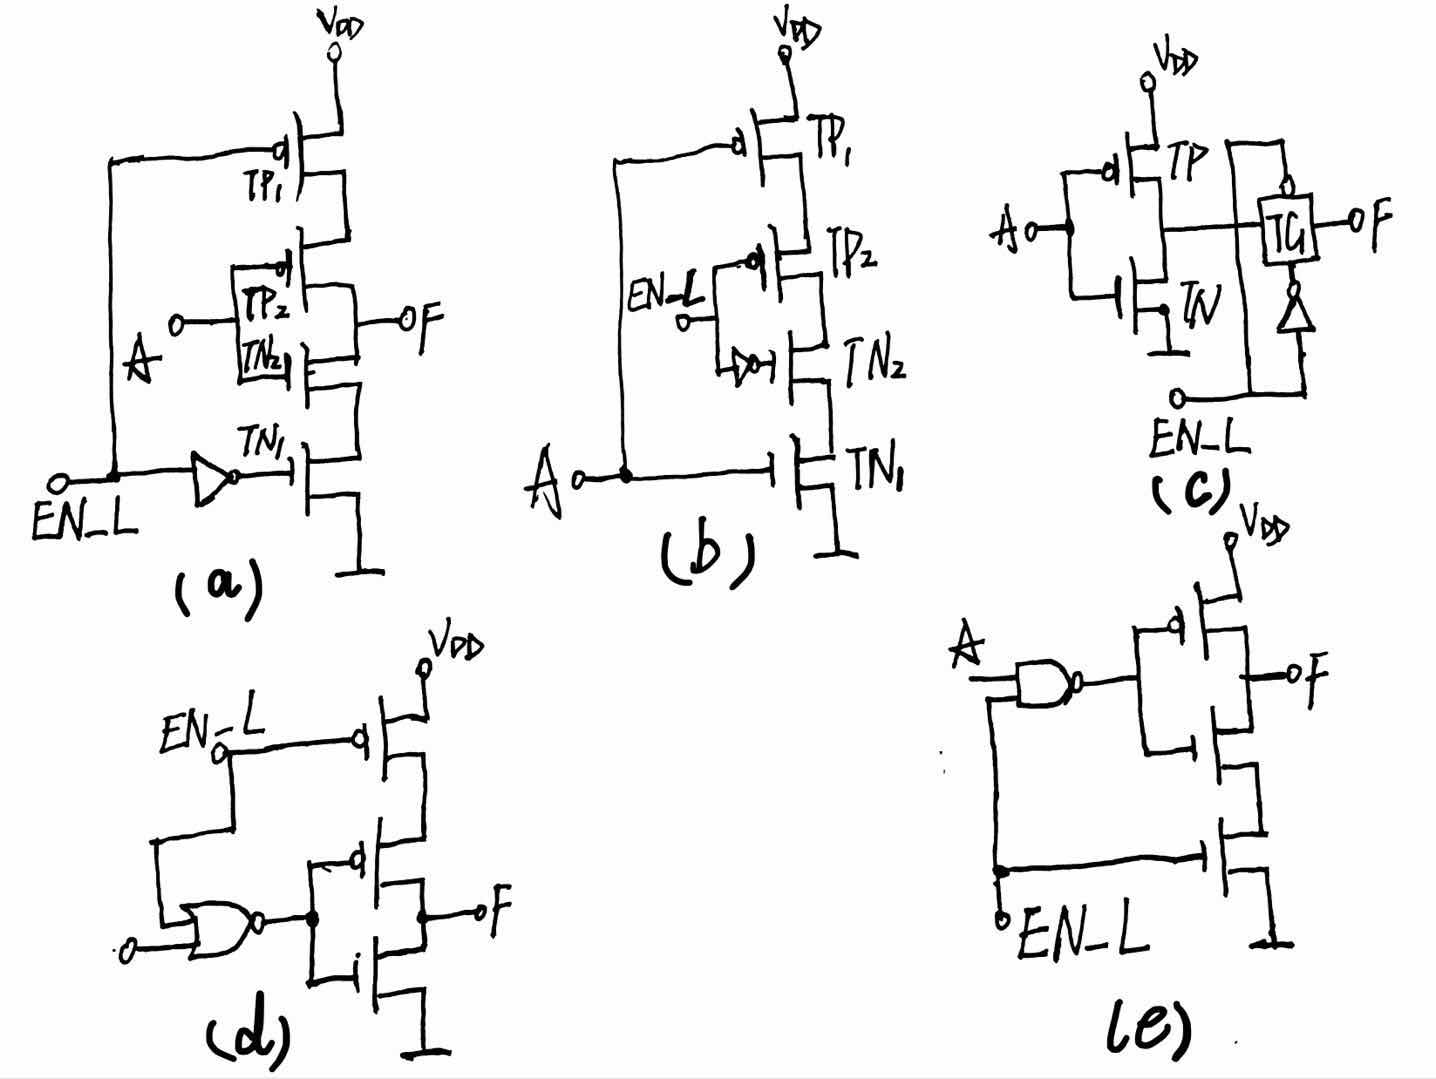 VDD
TP1
TP2
A
F
TN2
TN1
EN_L
(a)
VDD
TP1
TP2
EN_L
TN2
A
TN1
(b)
VDD
TP
A
TG
F
TN
EN_L
(c)
VDD
EN_L
F
(d)
VDD
A
F
EN_L
(e)